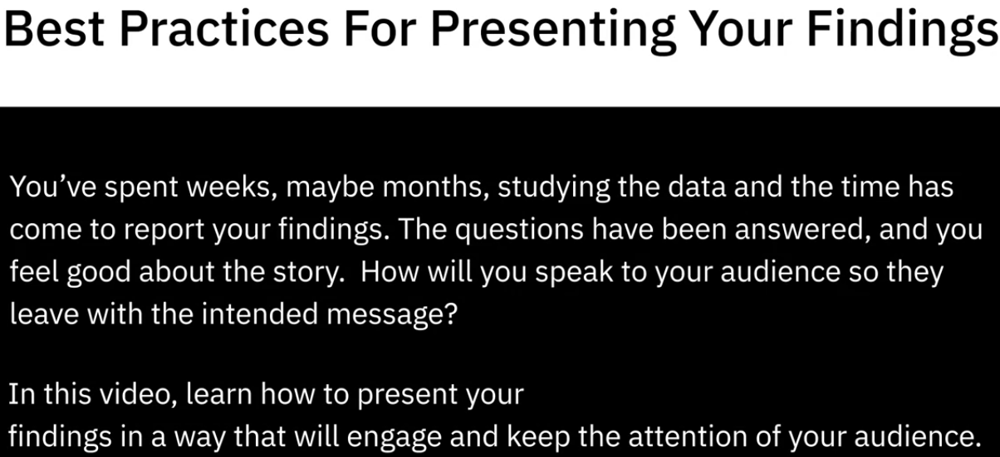 Best Practices For Presenting Your Findings
You’ve spent weeks, maybe months, studying the data and the time has
come to report your findings. The questions have been answered, and you
feel good about the story.  How will you speak to your audience so they
leave with the intended message?
In this video, learn how to present your
findings in a way that will engage and keep the attention of your audience.